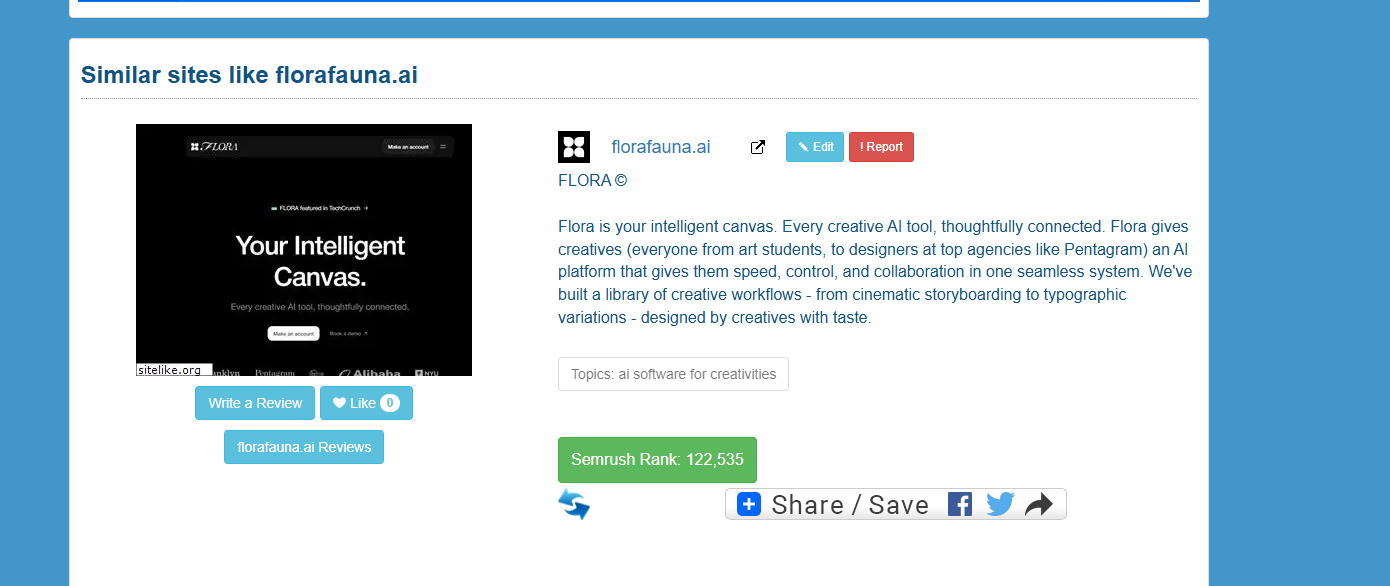 Similar sites like florafauna.ai
FLORA
Make an account
FLORA featured in TechCrunch
Your Intelligent
Canvas.
Every creative AI tool, thoughtfully connected.
Make an account
Book a demo
Pentagram
Alibaba
NYU
sitelike.org
Write a Review
Like 0
florafauna.ai Reviews
florafauna.ai
Edit
! Report
FLORA ©
Flora is your intelligent canvas. Every creative AI tool, thoughtfully connected. Flora gives
creatives (everyone from art students, to designers at top agencies like Pentagram) an AI
platform that gives them speed, control, and collaboration in one seamless system. We've
built a library of creative workflows - from cinematic storyboarding to typographic
variations - designed by creatives with taste.
Topics: ai software for creativities
Semrush Rank: 122,535
Share / Save